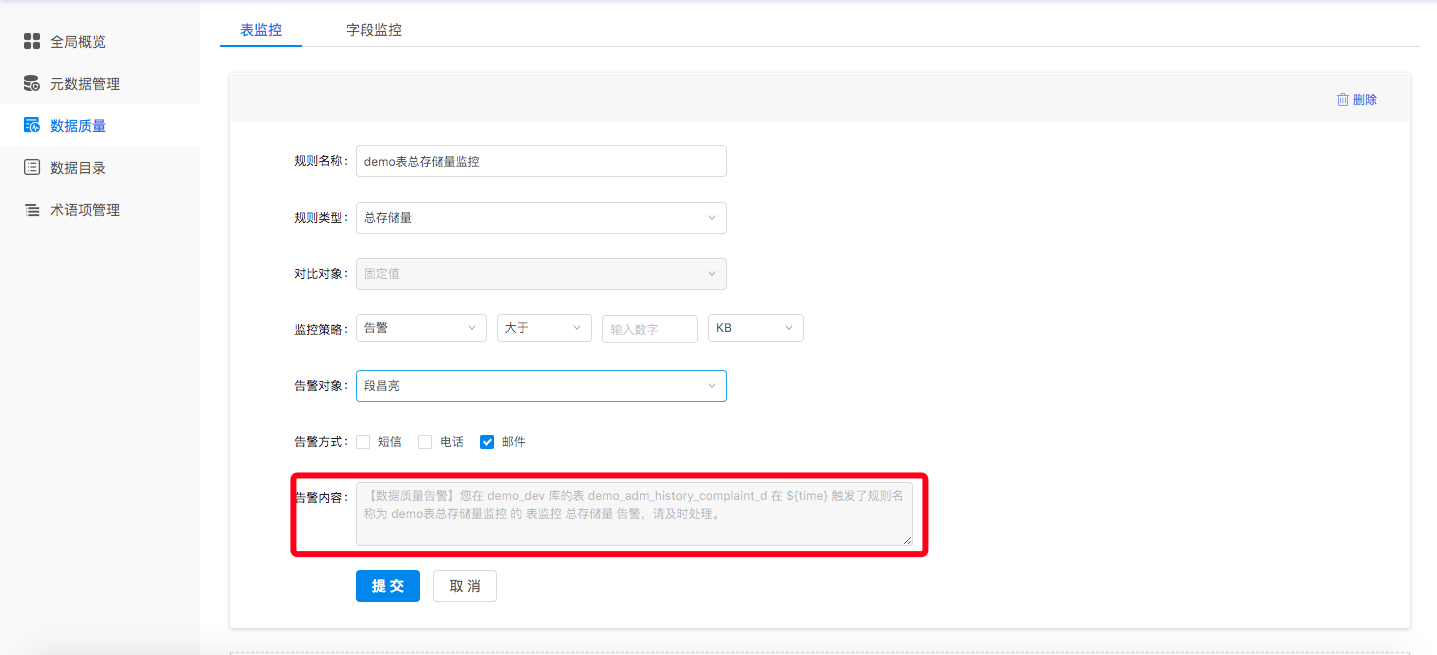 表监控 字段监控
全局概览
元数据管理
数据质量
数据目录
术语项管理
删除
规则名称： demo表总存储量监控
规则类型： 总存储量
对比对象： 固定值
监控策略： 告警 大于 输入数字 KB
告警对象： 段昌亮
告警方式： 短信 电话 邮件
告警内容： 【数据质量告警】您在 demo_dev 库的表 demo_adm_history_complaint_d 在 ${time} 触发了规则名
称为 demo表总存储量监控 的 表监控 总存储量 告警，请及时处理。
提 交 取 消